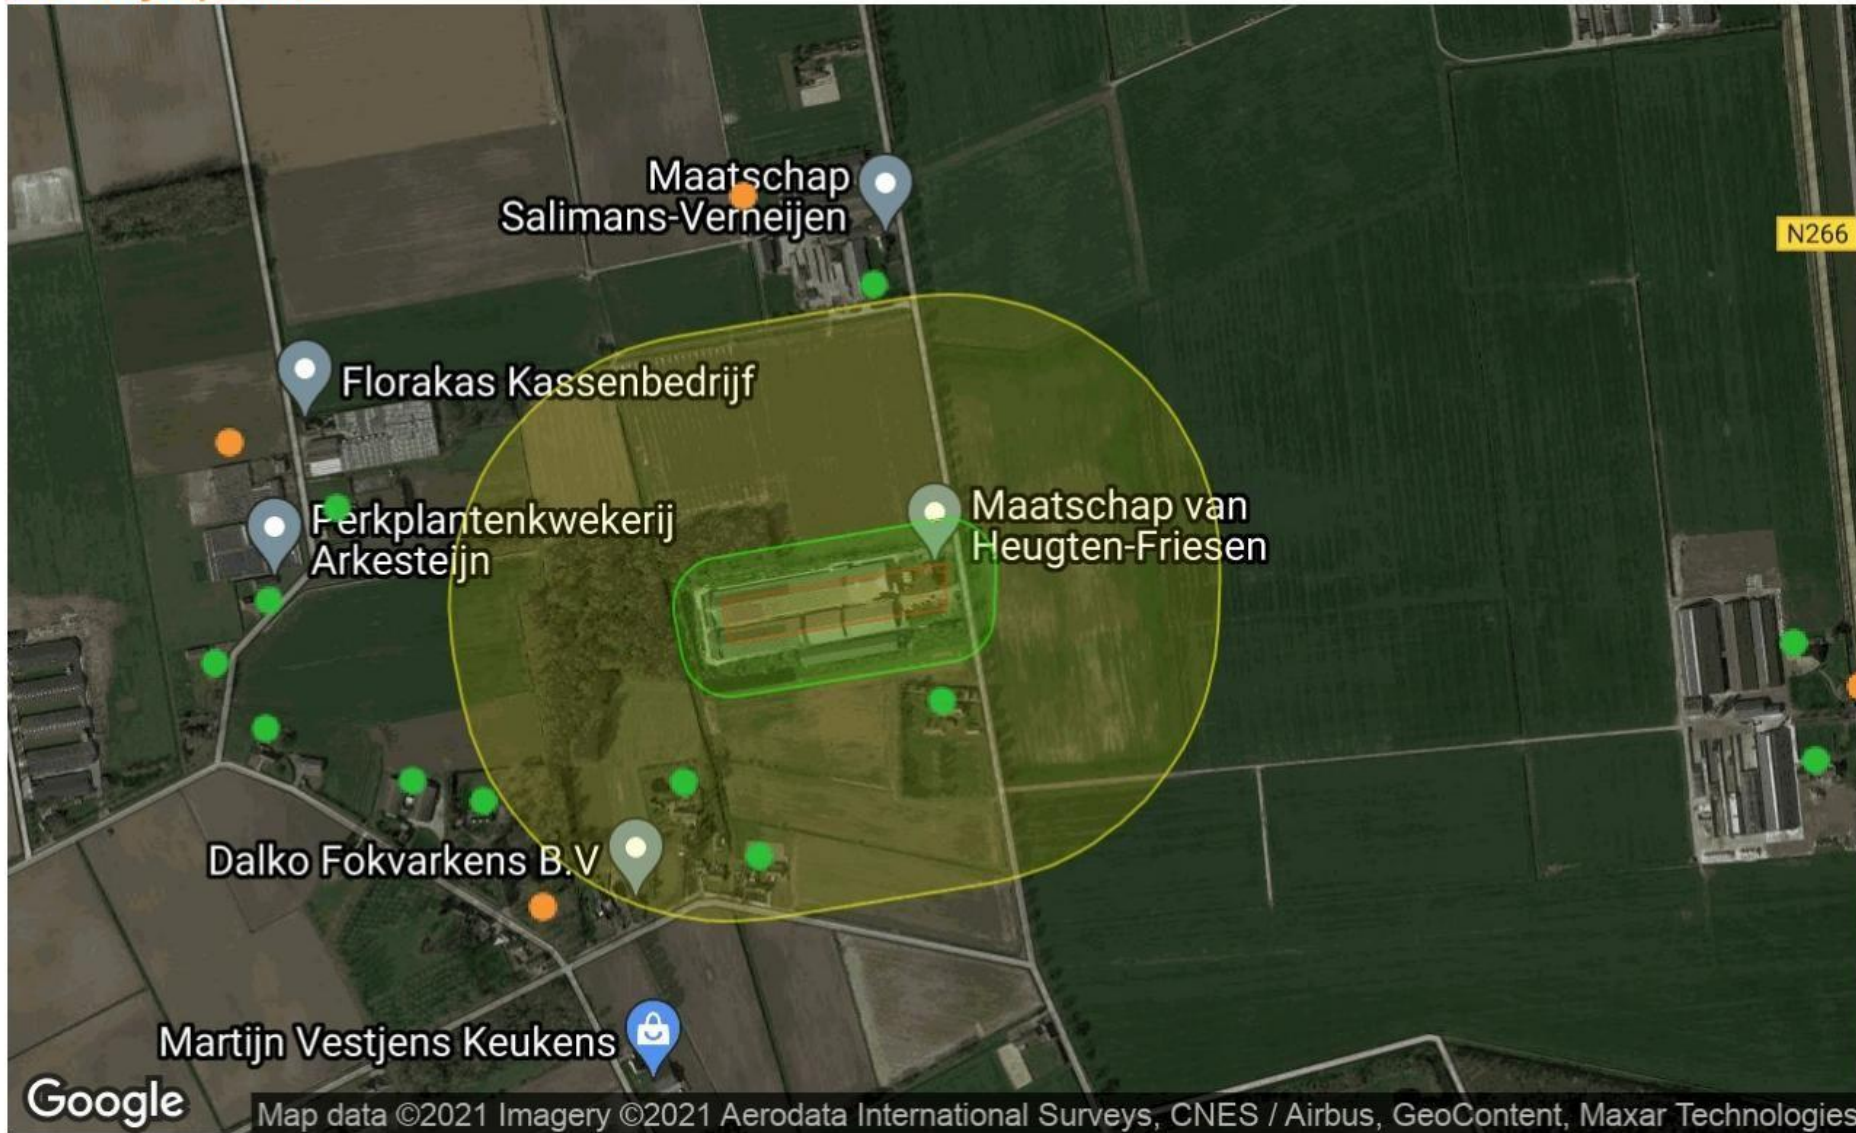 Maatschap
Salimans-Verheijen
N266
Florakas Kassenbedrijf
Perkplantenkwekerij
Arkesteijn
Maatschap van
Heugten-Friesen
Dalko Fokvarkens B.V
Martijn Vestjens Keukens
Google
Map data ©2021 Imagery ©2021 Aerodata International Surveys, CNES / Airbus, GeoContent, Maxar Technologies